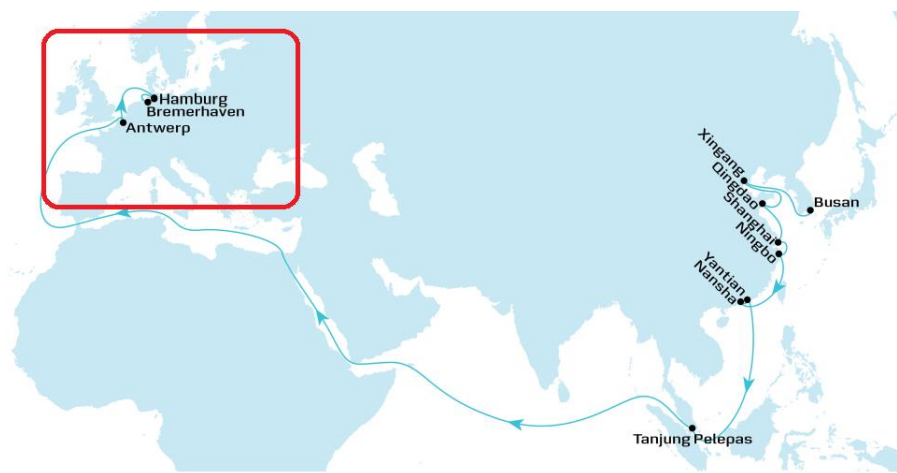 Hamburg
Bremerhaven
Antwerp
Xingang
Qingdao
Shanghai
Ningbo
Busan
Yantian
Nansha
Tanjung Pelepas